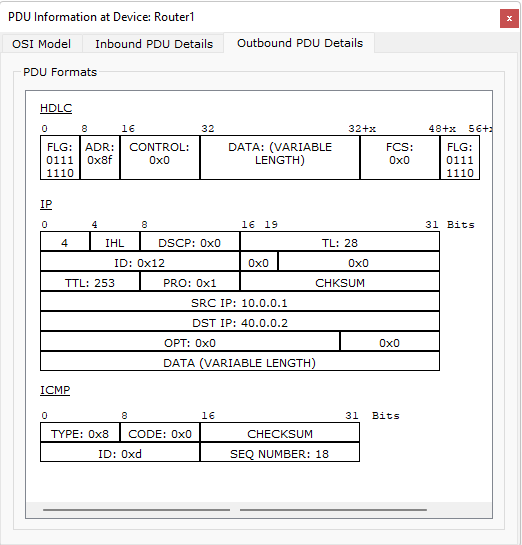 PDU Information at Device: Router1
x
OSI Model Inbound PDU Details Outbound PDU Details
PDU Formats
HDLC
0 8 16 32 32+x 48+x 56+x
FLG: 0111 1110 ADR: 0x8f CONTROL: 0x0 DATA: (VARIABLE LENGTH) FCS: 0x0 FLG: 0111 1110
IP
0 4 8 16 19 31 Bits
4 IHL DSCP: 0x0 TL: 28
ID: 0x12 0x0 0x0
TTL: 253 PRO: 0x1 CHKSUM
SRC IP: 10.0.0.1
DST IP: 40.0.0.2
OPT: 0x0 0x0
DATA (VARIABLE LENGTH)
ICMP
0 8 16 31 Bits
TYPE: 0x8 CODE: 0x0 CHECKSUM
ID: 0xd SEQ NUMBER: 18